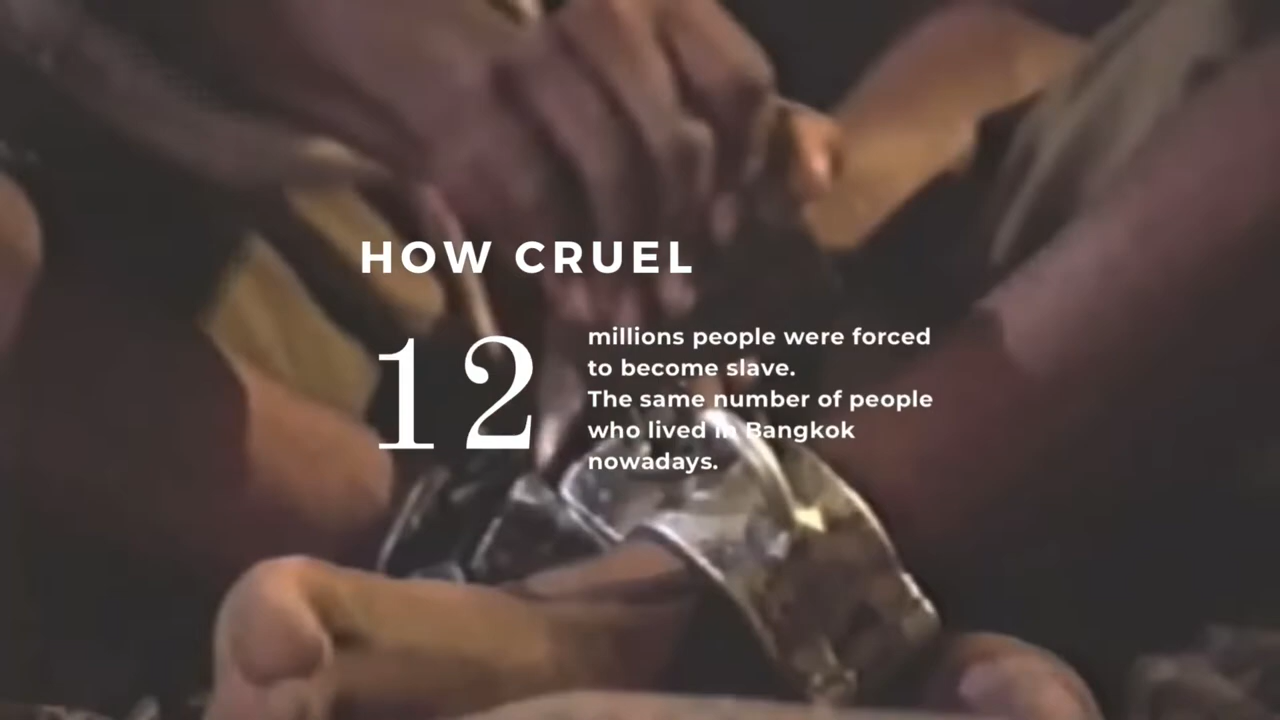 HOW CRUEL
12
millions people were forced
to become slave.
The same number of people
who lived in Bangkok
nowadays.